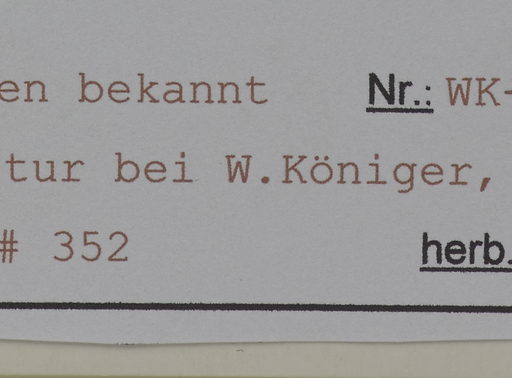 en bekannt Nr.: WK-
tur bei W.Königer,
# 352 herb.